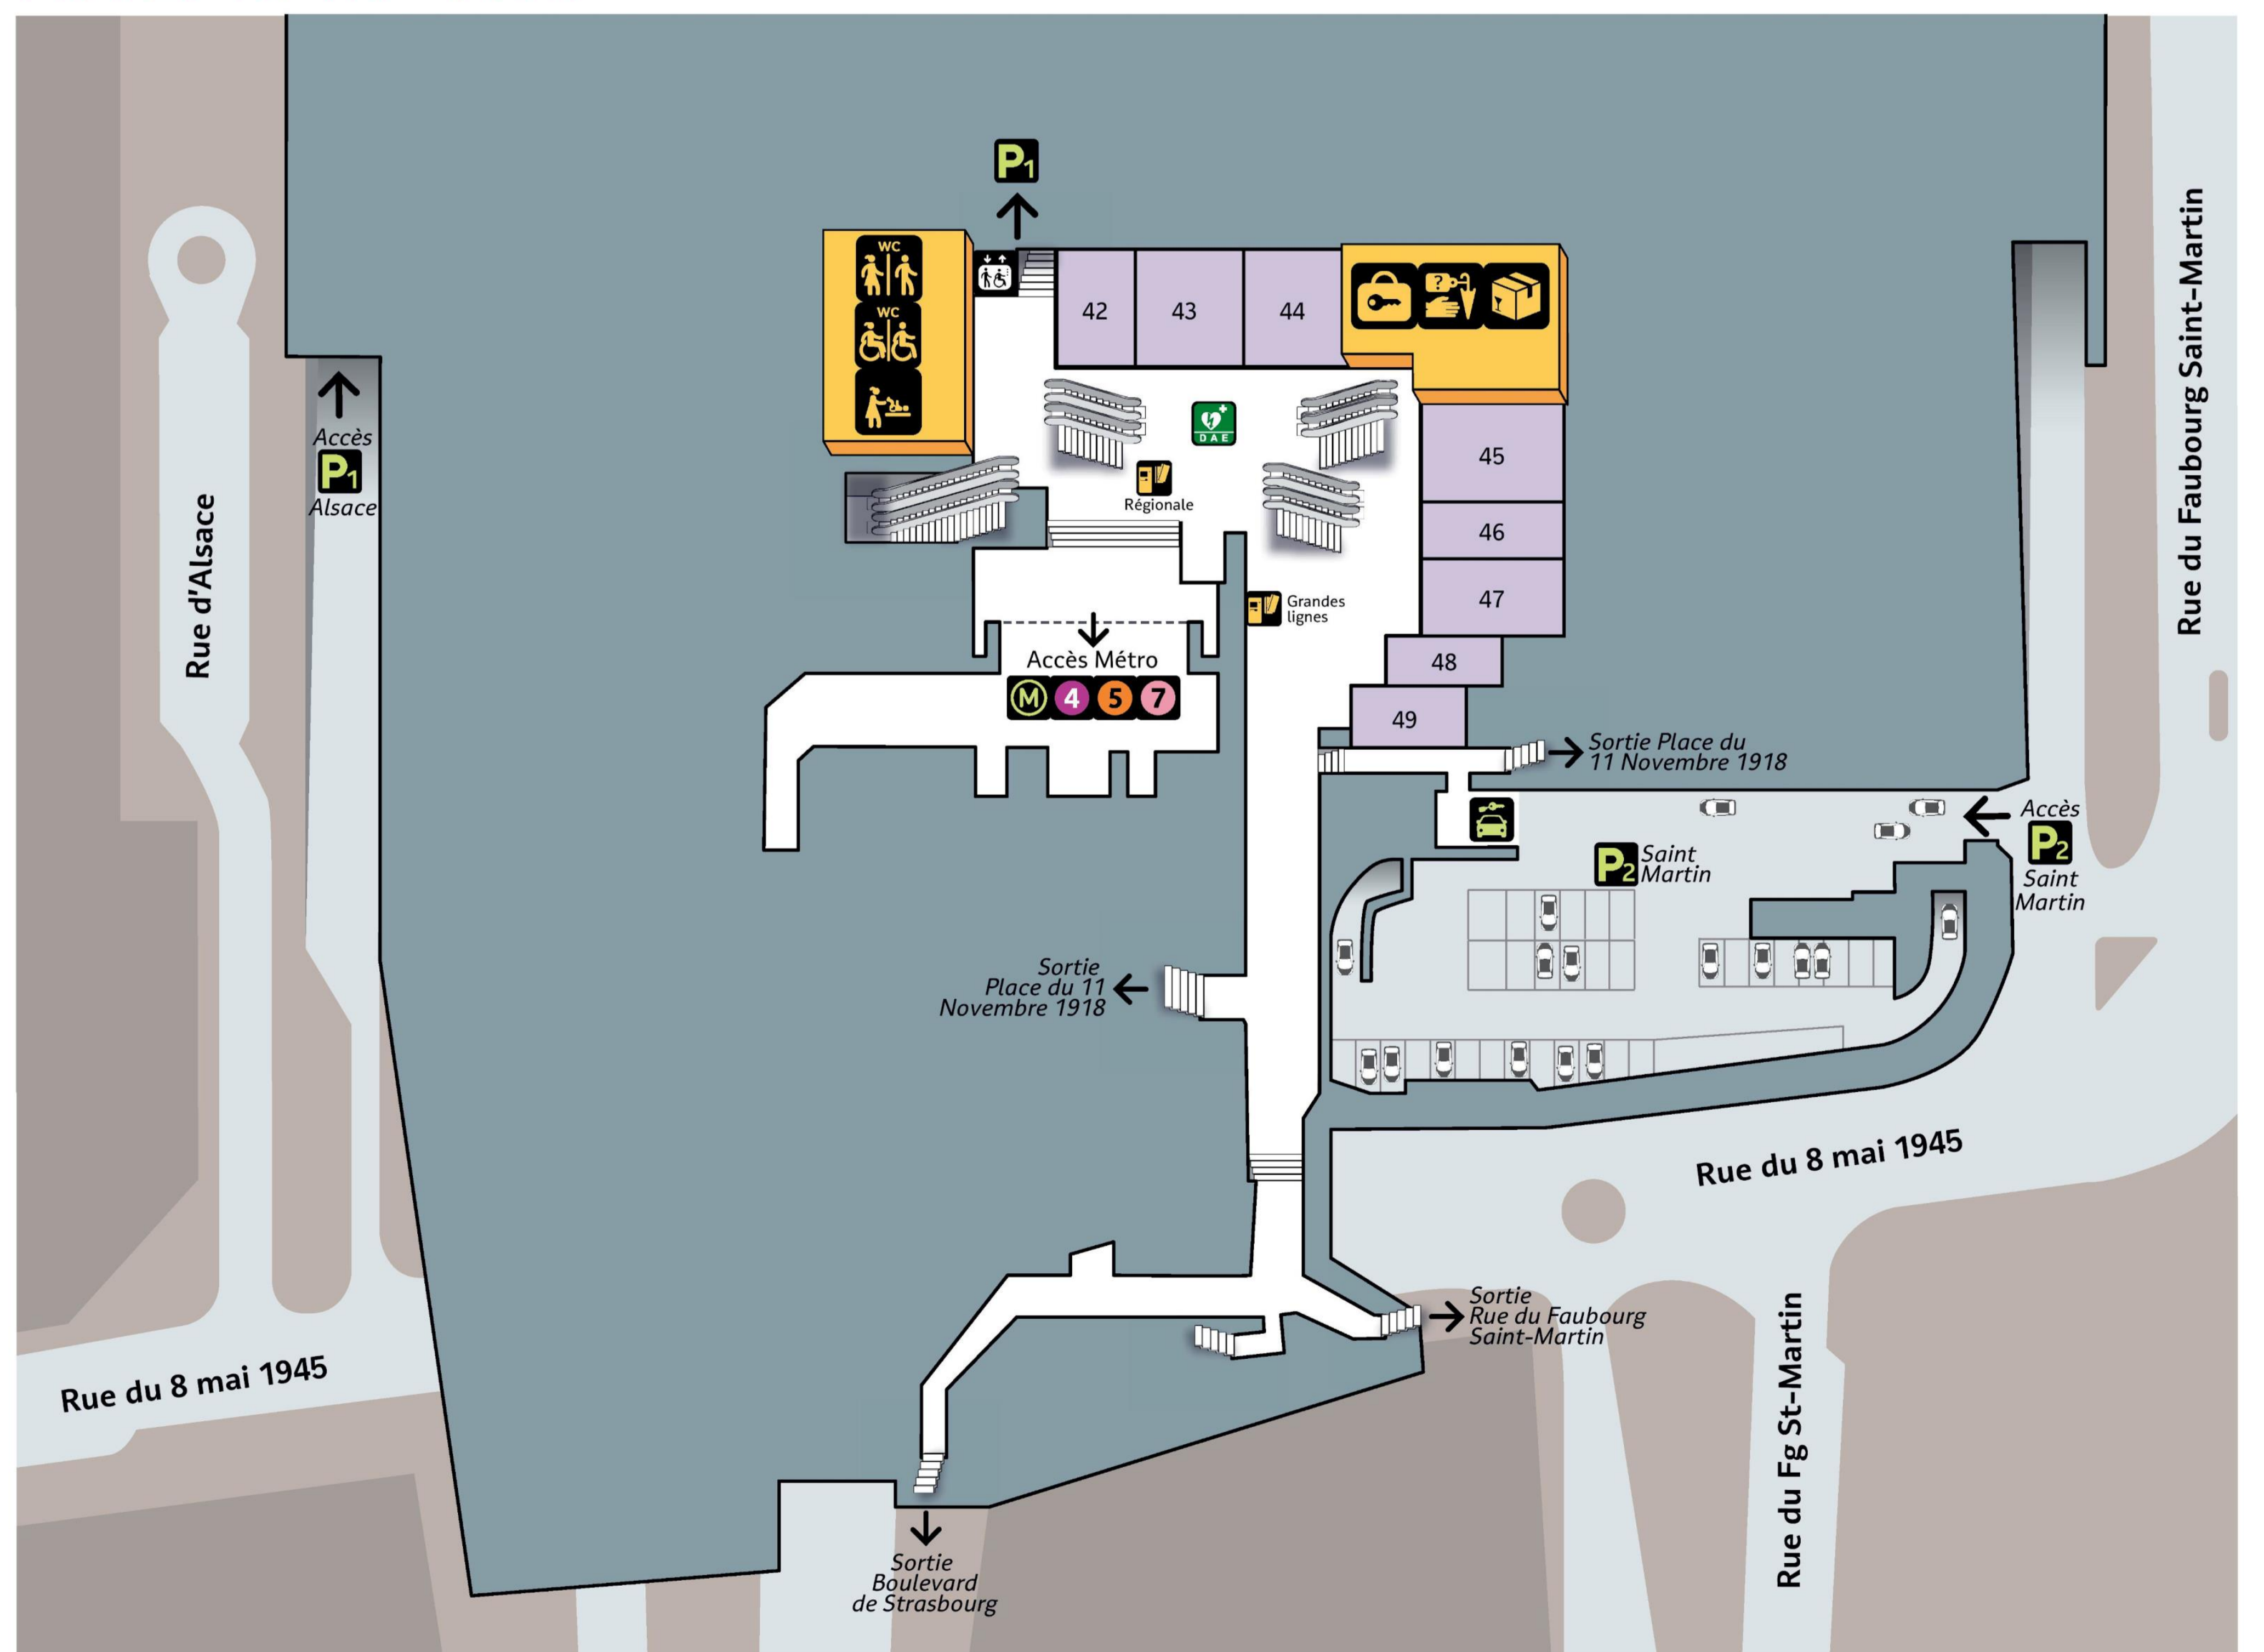 P1
WC
WC
42
43
44
?
DAE
Régionale
45
46
47
48
49
Grandes
lignes
Accès Métro
M 4 5 7
Accès
P1
Alsace
Rue d'Alsace
Rue du Faubourg Saint-Martin
Sortie Place du
11 Novembre 1918
Accès
P2
Saint
Martin
P2 Saint
Martin
Sortie
Place du 11
Novembre 1918
Rue du 8 mai 1945
Sortie
Rue du Faubourg
Saint-Martin
Rue du Fg St-Martin
Rue du 8 mai 1945
Sortie
Boulevard
de Strasbourg